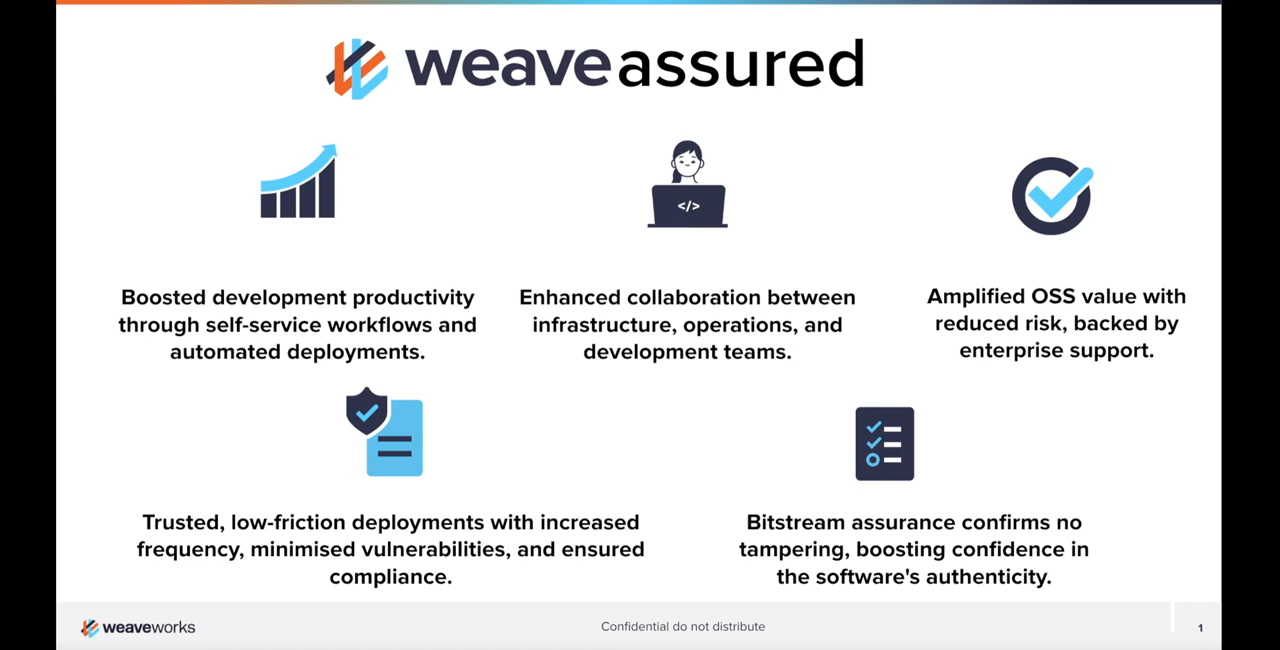 weave assured
</>
Boosted development productivity
through self-service workflows and
automated deployments.
Enhanced collaboration between
infrastructure, operations, and
development teams.
Amplified OSS value with
reduced risk, backed by
enterprise support.
Trusted, low-friction deployments with increased
frequency, minimised vulnerabilities, and ensured
compliance.
Bitstream assurance confirms no
tampering, boosting confidence in
the software's authenticity.
weaveworks
Confidential do not distribute
1